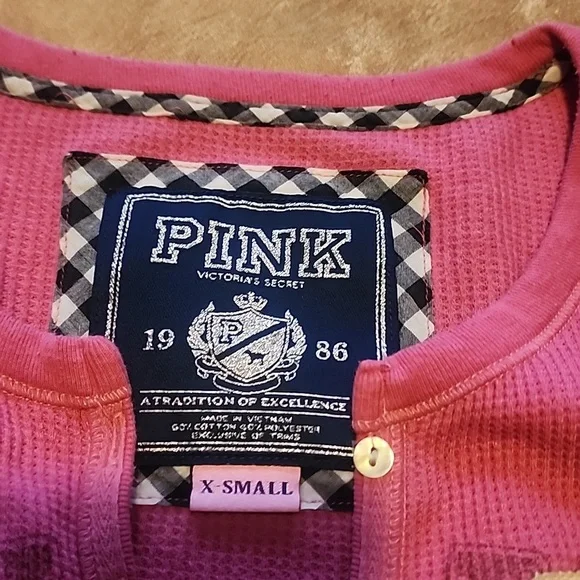 PINK
VICTORIA'S SECRET
P
19 86
A TRADITION OF EXCELLENCE
MADE IN VIETNAM
60% COTTON 40% POLYESTER
EXCLUSIVE OF TRIMS
X-SMALL